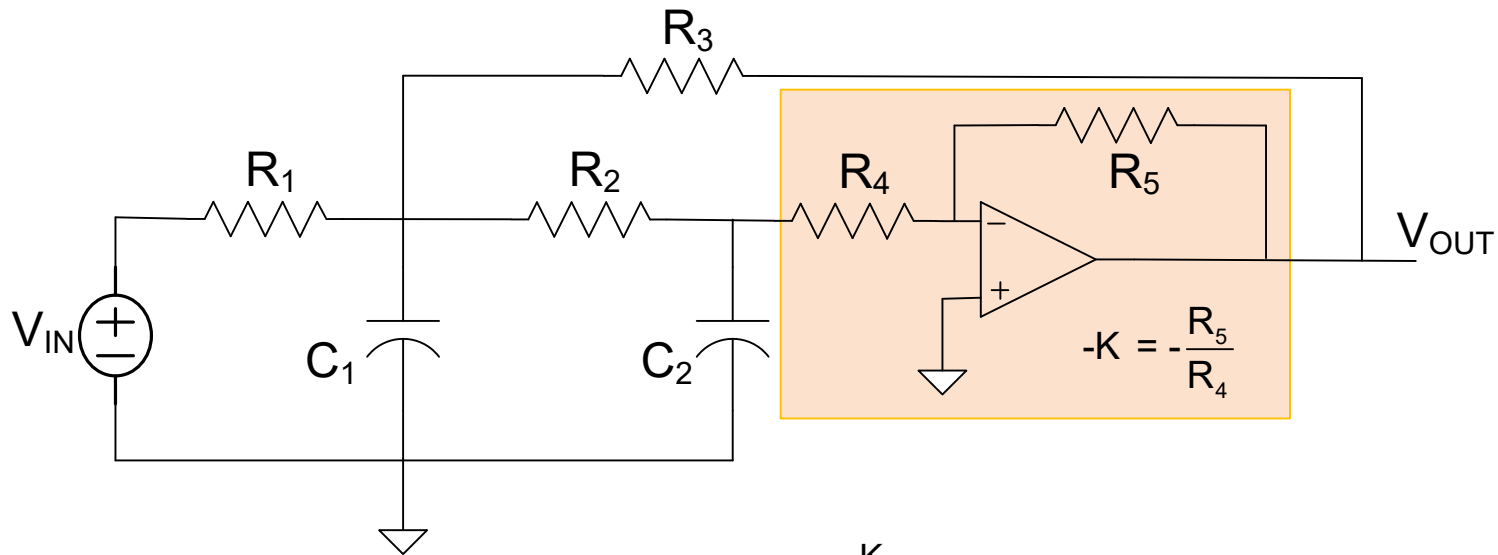 R3
R1
R2
R4
R5
VOUT
VIN
+
−
C1
C2
−
+
-K = - R5
R4
K